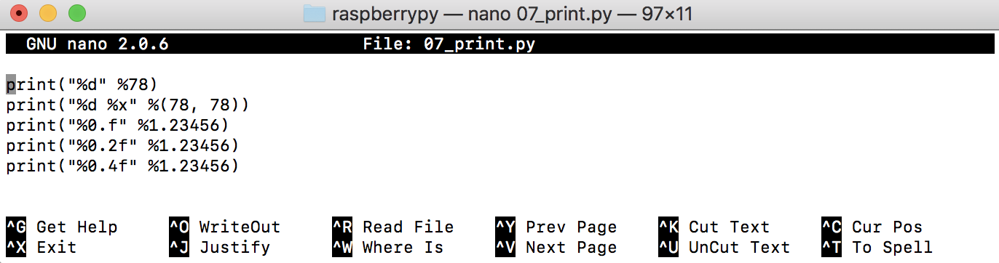 raspberrypy — nano 07_print.py — 97×11
GNU nano 2.0.6 File: 07_print.py
print("%d" %78)
print("%d %x" %(78, 78))
print("%0.f" %1.23456)
print("%0.2f" %1.23456)
print("%0.4f" %1.23456)
^G Get Help ^O WriteOut ^R Read File ^Y Prev Page ^K Cut Text ^C Cur Pos
^X Exit ^J Justify ^W Where Is ^V Next Page ^U UnCut Text ^T To Spell